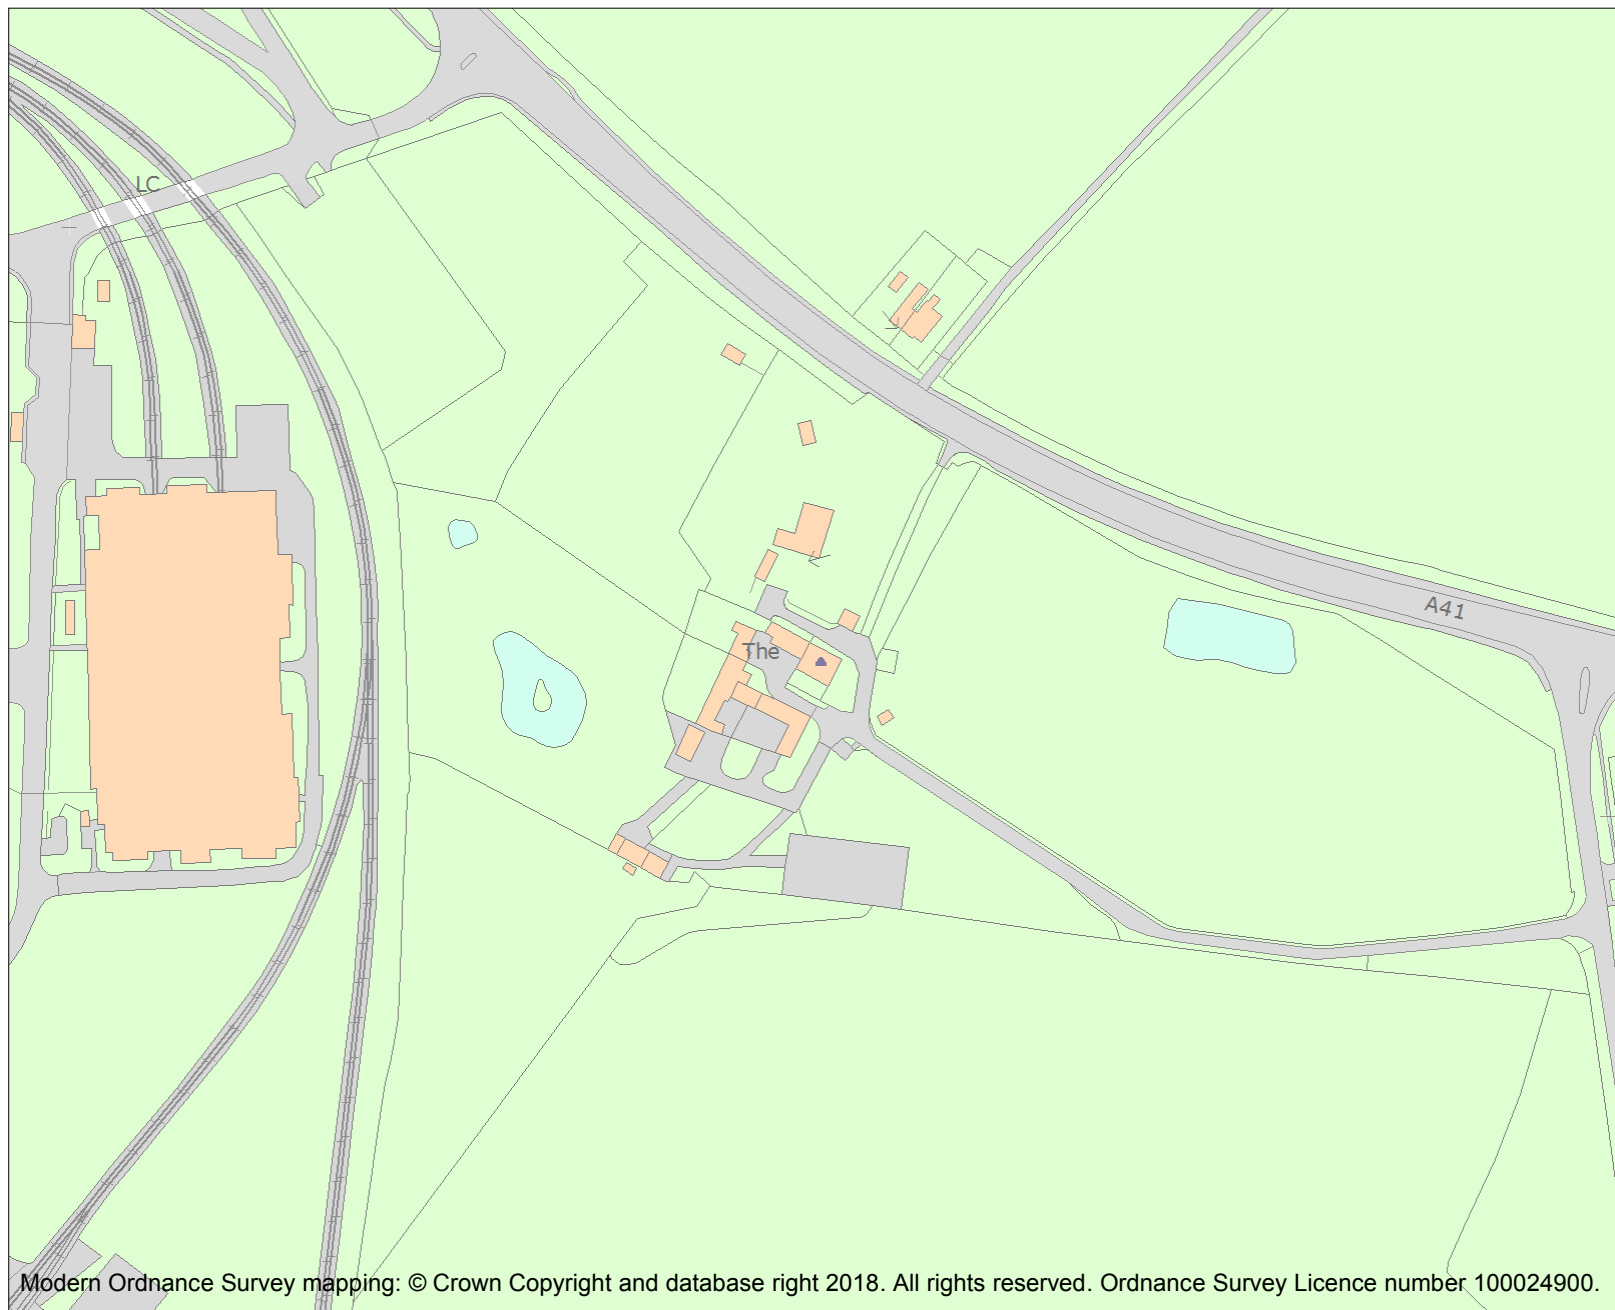 LC
A41
The
Modern Ordnance Survey mapping: © Crown Copyright and database right 2018. All rights reserved. Ordnance Survey Licence number 100024900.